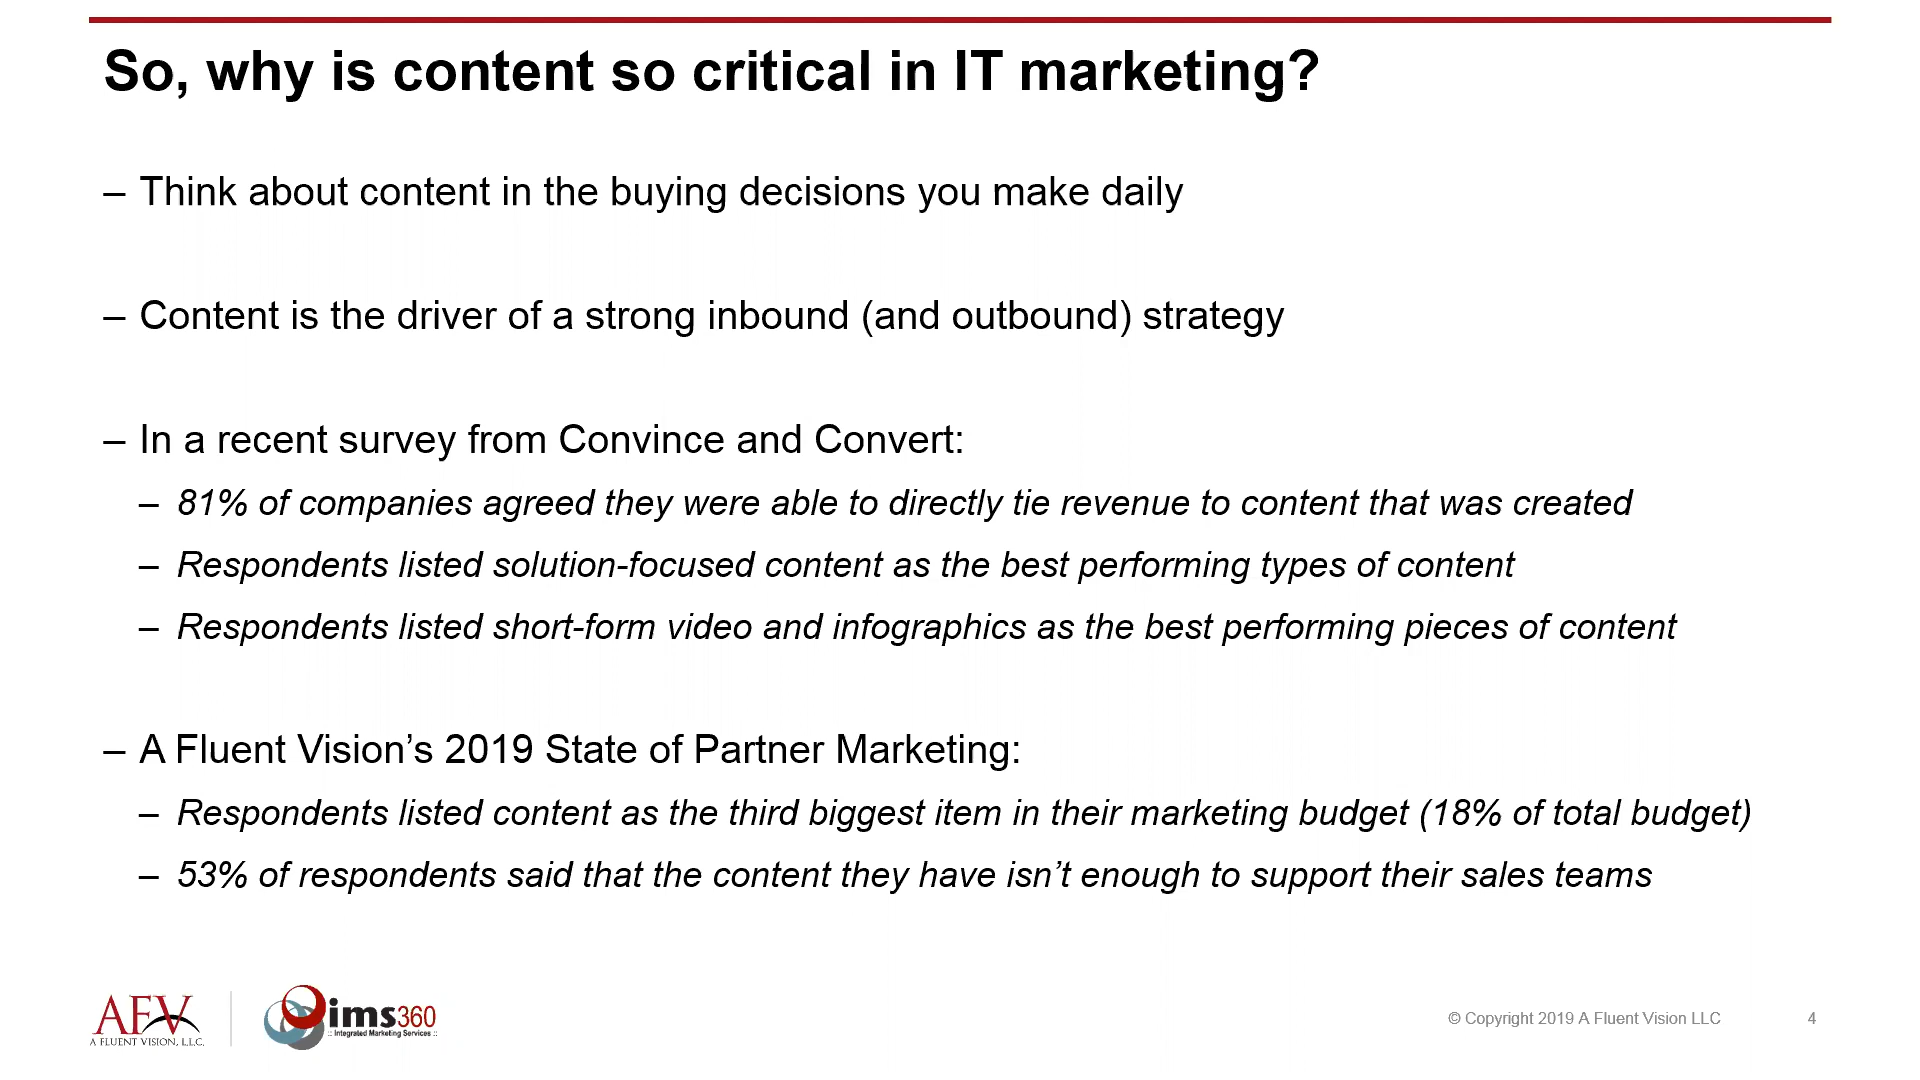 So, why is content so critical in IT marketing?
– Think about content in the buying decisions you make daily
– Content is the driver of a strong inbound (and outbound) strategy
– In a recent survey from Convince and Convert:
– 81% of companies agreed they were able to directly tie revenue to content that was created
– Respondents listed solution-focused content as the best performing types of content
– Respondents listed short-form video and infographics as the best performing pieces of content
– A Fluent Vision’s 2019 State of Partner Marketing:
– Respondents listed content as the third biggest item in their marketing budget (18% of total budget)
– 53% of respondents said that the content they have isn’t enough to support their sales teams
AFV
A FLUENT VISION, L.L.C.
ims360
:: Integrated Marketing Services ::
© Copyright 2019 A Fluent Vision LLC
4